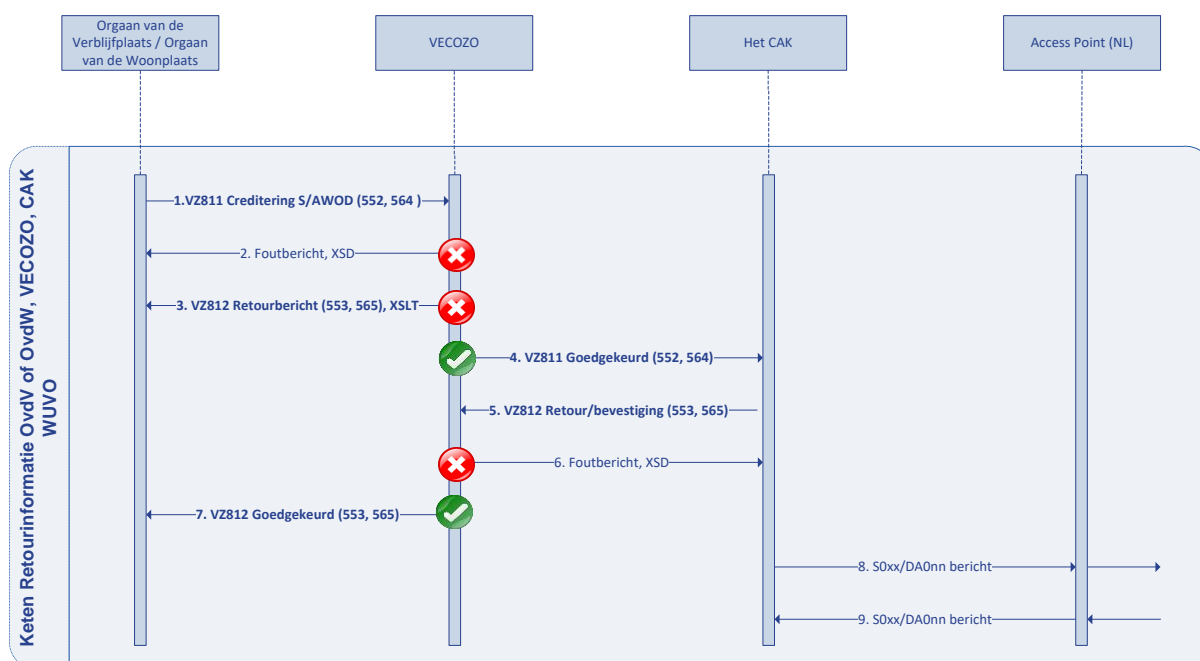 Orgaan van de
Verblijfplaats / Orgaan
van de Woonplaats
VECOZO
Het CAK
Access Point (NL)
Keten Retourinformatie OvdV of OvdW, VECOZO, CAK
WUVO
1.VZ811 Creditering S/AWOD (552, 564 )
2. Foutbericht, XSD
3. VZ812 Retourbericht (553, 565), XSLT
4. VZ811 Goedgekeurd (552, 564)
5. VZ812 Retour/bevestiging (553, 565)
6. Foutbericht, XSD
7. VZ812 Goedgekeurd (553, 565)
8. S0xx/DA0nn bericht
9. S0xx/DA0nn bericht